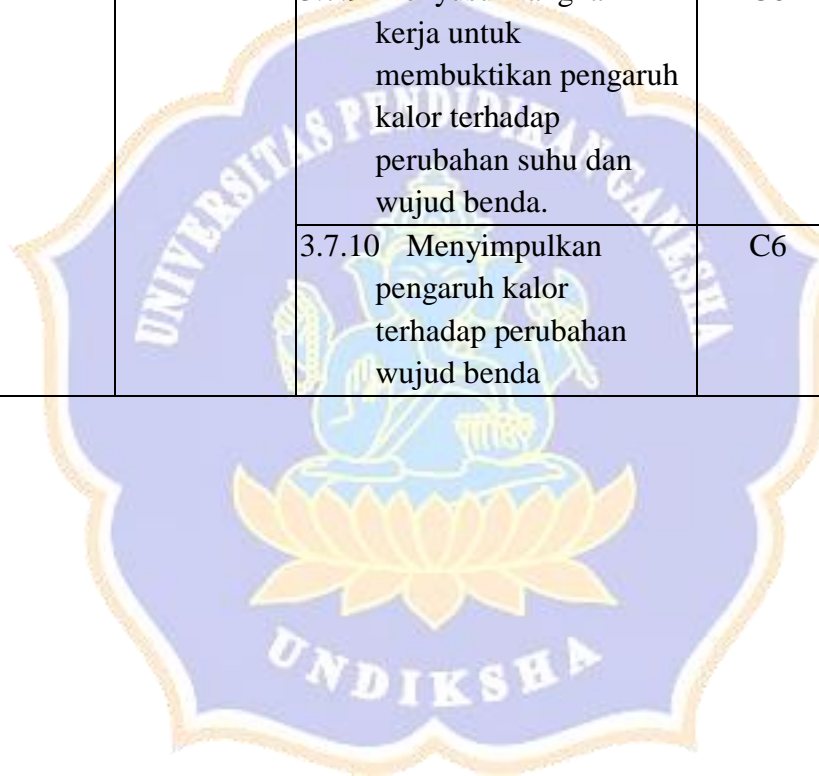 kerja untuk
membuktikan pengaruh
kalor terhadap
perubahan suhu dan
wujud benda.
3.7.10 Menyimpulkan C6
pengaruh kalor
terhadap perubahan
wujud benda
UNIVERSITAS PENDIDIKAN GANESHA
UNDIKSHA